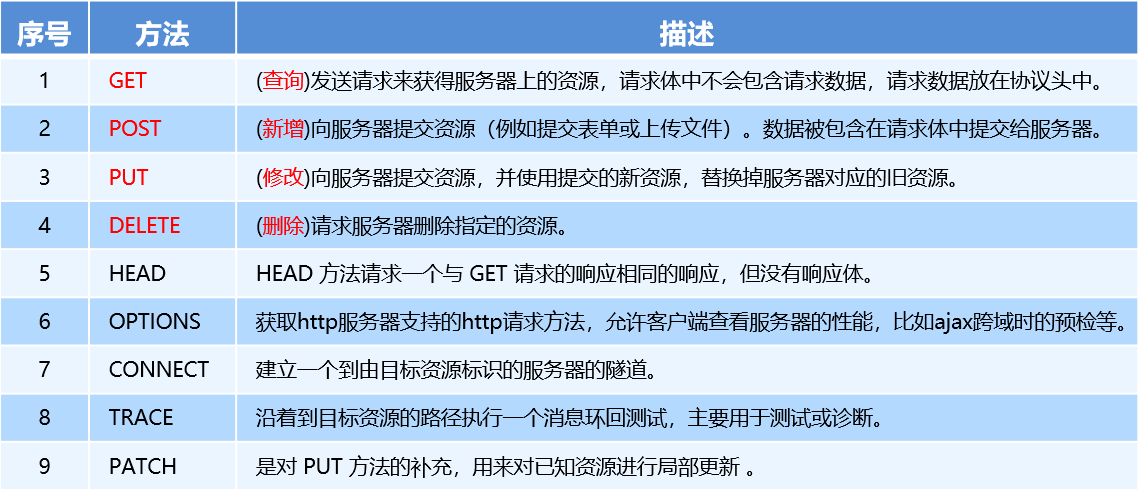 序号 方法 描述
1 GET (查询)发送请求来获得服务器上的资源，请求体中不会包含请求数据，请求数据放在协议头中。
2 POST (新增)向服务器提交资源（例如提交表单或上传文件）。数据被包含在请求体中提交给服务器。
3 PUT (修改)向服务器提交资源，并使用提交的新资源，替换掉服务器对应的旧资源。
4 DELETE (删除)请求服务器删除指定的资源。
5 HEAD HEAD 方法请求一个与 GET 请求的响应相同的响应，但没有响应体。
6 OPTIONS 获取http服务器支持的http请求方法，允许客户端查看服务器的性能，比如ajax跨域时的预检等。
7 CONNECT 建立一个到由目标资源标识的服务器的隧道。
8 TRACE 沿着到目标资源的路径执行一个消息环回测试，主要用于测试或诊断。
9 PATCH 是对 PUT 方法的补充，用来对已知资源进行局部更新 。